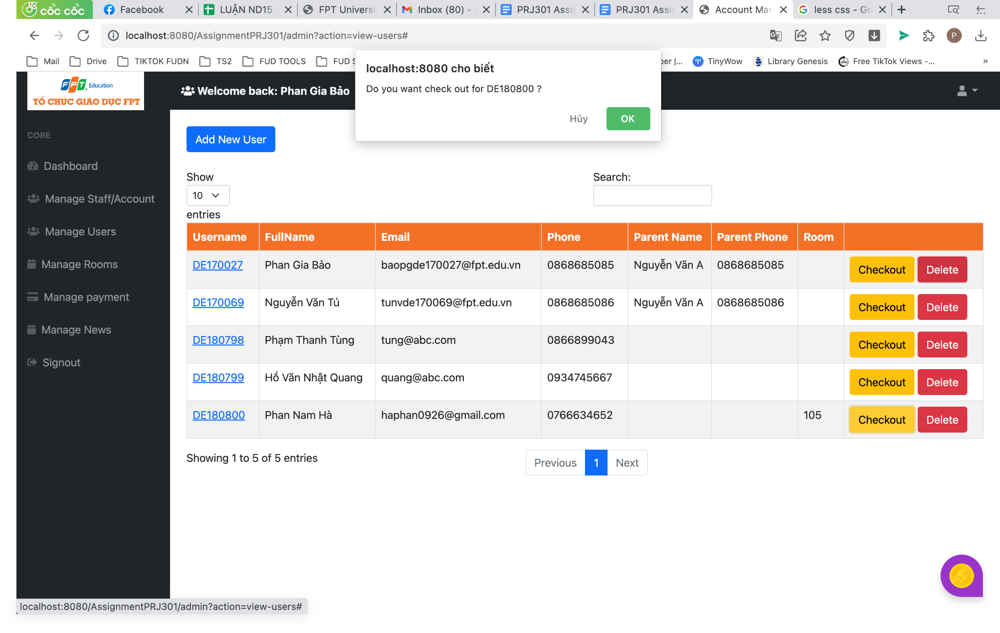 cốc cốc Facebook LUẬN ND15 - FPT Universi Inbox (80) - PRJ301 Assi PRJ301 Assi Account Man less css - Go
localhost:8080/AssignmentPRJ301/admin?action=view-users#
P
Mail Drive TIKTOK FUDN TS2 FUD TOOLS FUD per |... TinyWow Library Genesis Free TikTok Views -... »
localhost:8080 cho biết
Do you want check out for DE180800 ?
Hủy OK
FPT Education
TỔ CHỨC GIÁO DỤC FPT
Welcome back: Phan Gia Bảo
CORE
Dashboard
Manage Staff/Account
Manage Users
Manage Rooms
Manage payment
Manage News
Signout
Add New User
Show
10
entries
Search:
Username FullName Email Phone Parent Name Parent Phone Room
DE170027 Phan Gia Bảo baopgde170027@fpt.edu.vn 0868685085 Nguyễn Văn A 0868685085 Checkout Delete
DE170069 Nguyễn Văn Tú tunvde170069@fpt.edu.vn 0868685086 Nguyễn Văn A 0868685086 Checkout Delete
DE180798 Phạm Thanh Tùng tung@abc.com 0866899043 Checkout Delete
DE180799 Hồ Văn Nhật Quang quang@abc.com 0934745667 Checkout Delete
DE180800 Phan Nam Hà haphan0926@gmail.com 0766634652 105 Checkout Delete
Showing 1 to 5 of 5 entries
Previous 1 Next
localhost:8080/AssignmentPRJ301/admin?action=view-users#